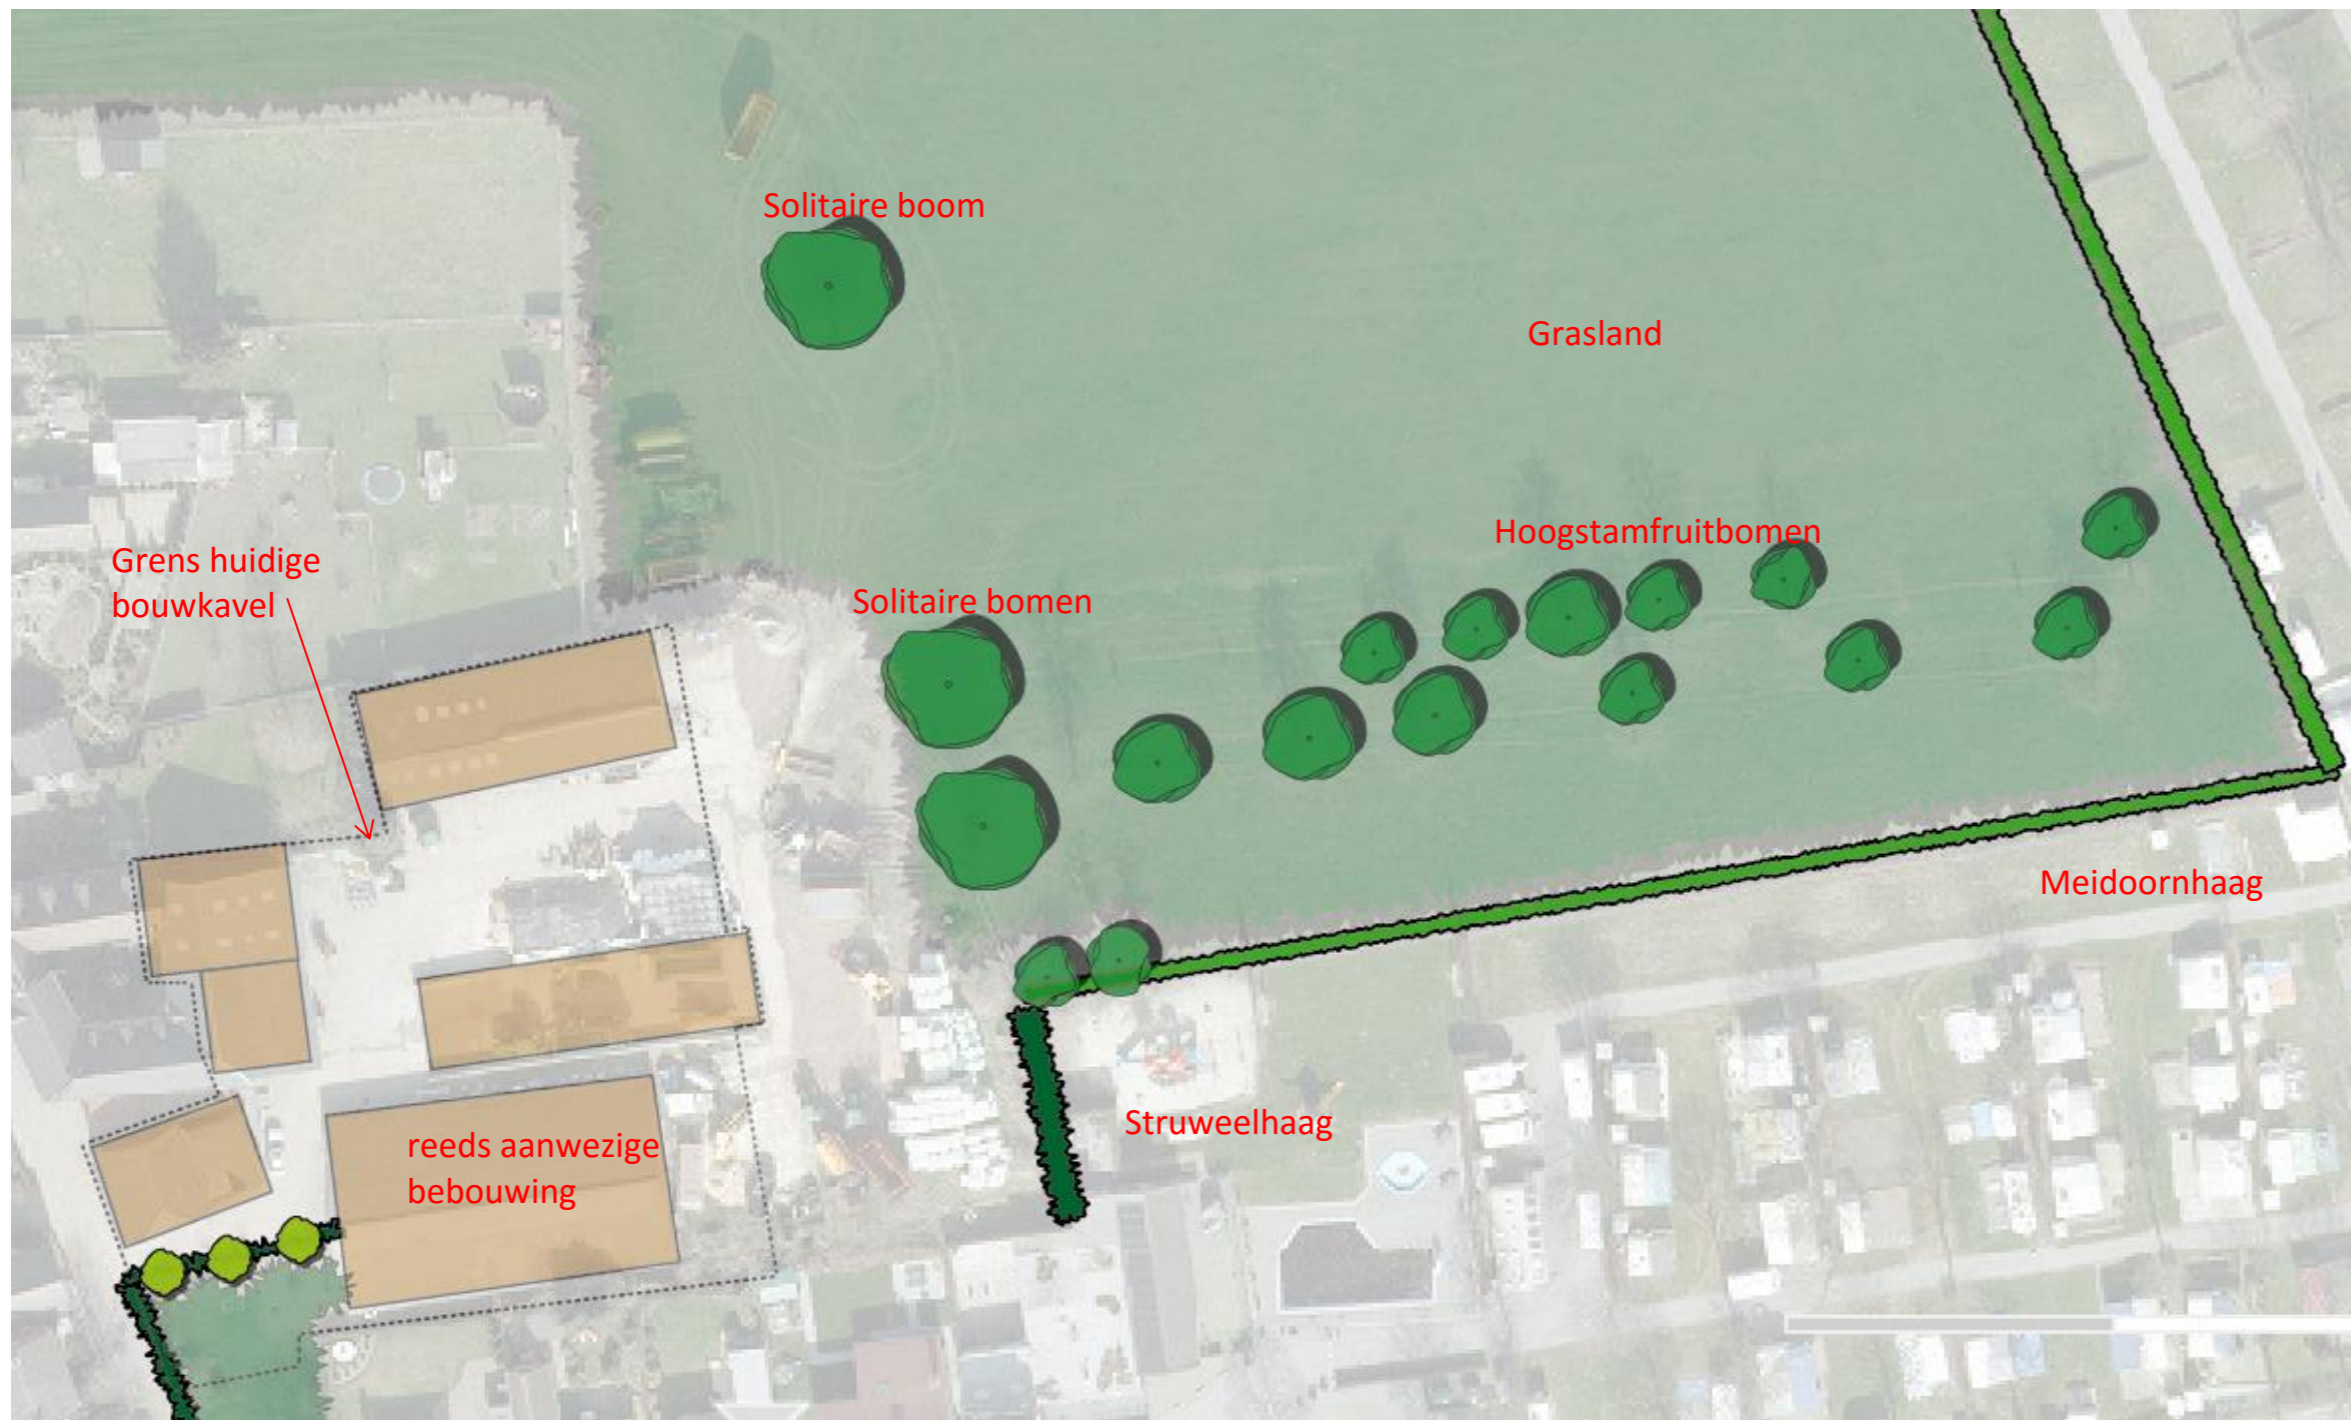 Solitaire boom
Grasland
Hoogstamfruitbomen
Grens huidige
bouwkavel
Solitaire bomen
Meidoornhaag
Struweelhaag
reeds aanwezige
bebouwing